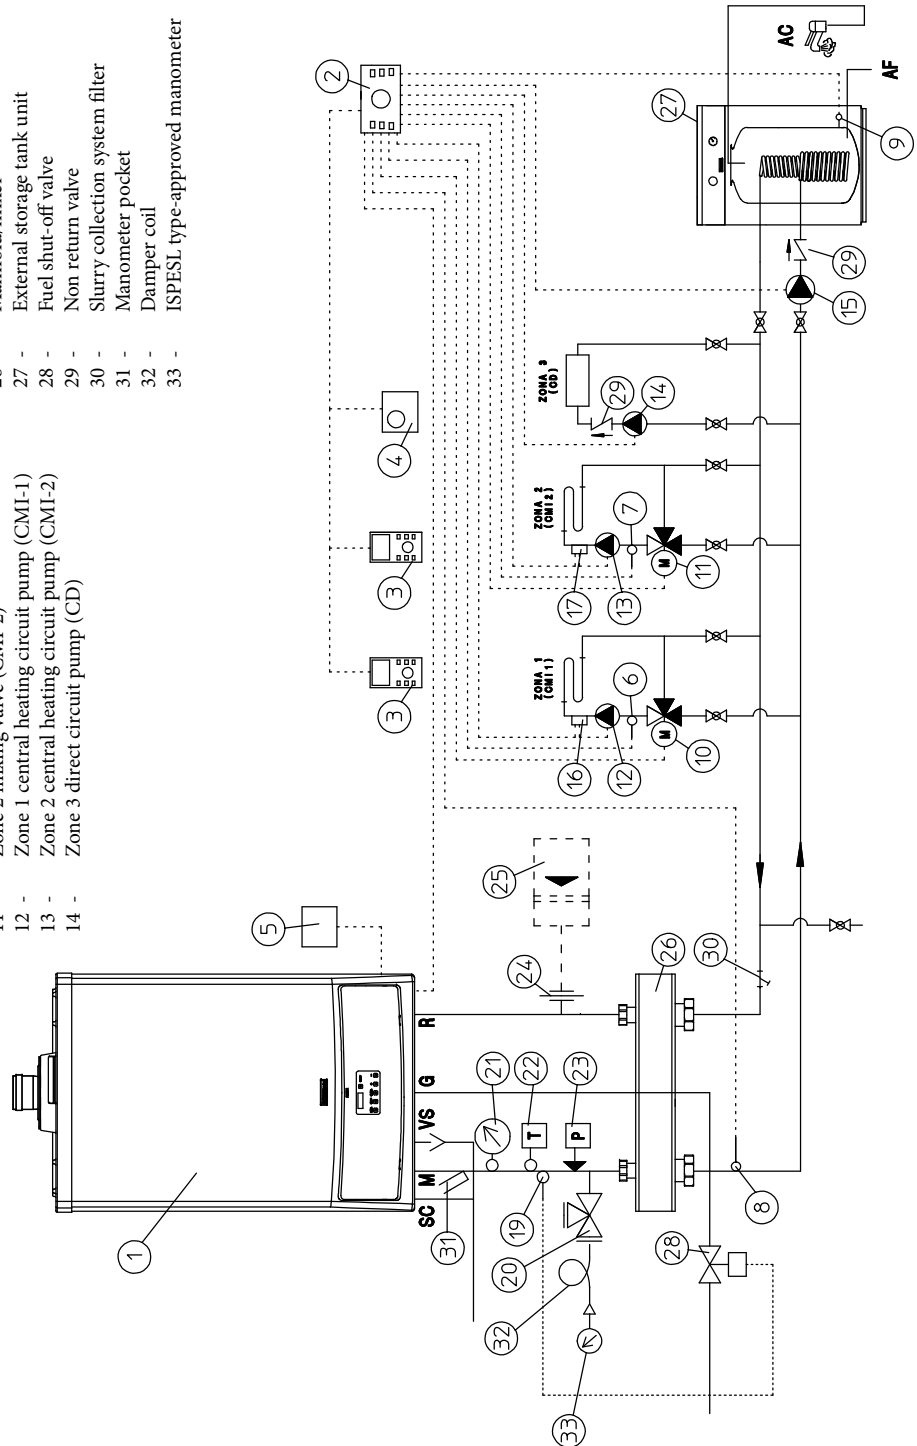 11 - Zone 2 mixing valve (CMI-2)
12 - Zone 1 central heating circuit pump (CMI-1)
13 - Zone 2 central heating circuit pump (CMI-2)
14 - Zone 3 direct circuit pump (CD)
26 - Manifold/Mixer
27 - External storage tank unit
28 - Fuel shut-off valve
29 - Non return valve
30 - Slurry collection system filter
31 - Manometer pocket
32 - Damper coil
33 - ISPESL type-approved manometer
1
5
2
3
3
4
SC
M
VS
G
R
31
21
22
T
23
P
19
20
32
33
24
25
26
28
8
30
ZONA 1
(CMI 1)
16
12
6
M
10
ZONA 2
(CMI 2)
17
13
7
M
11
ZONA 3
(CD)
29
14
15
29
27
9
AC
AF